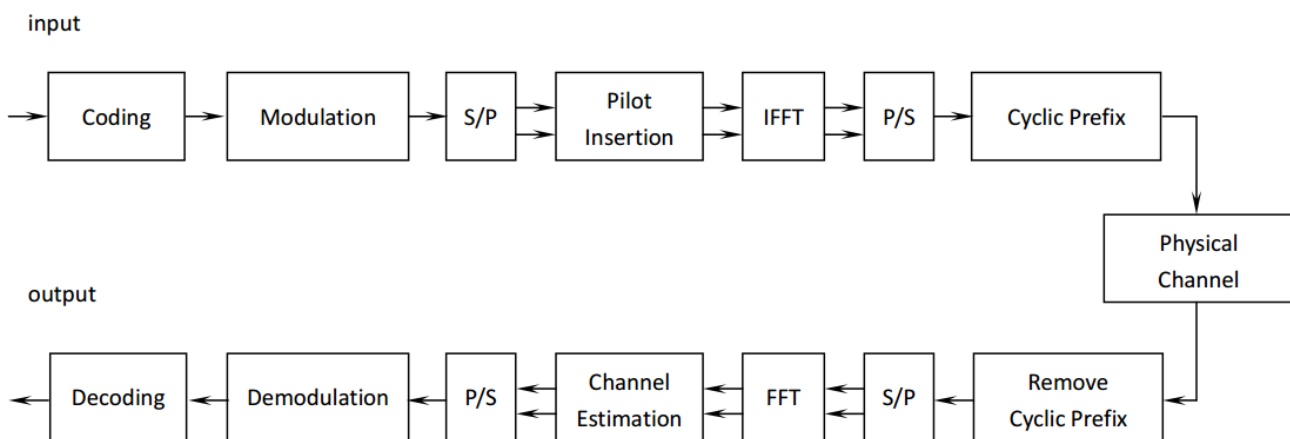 input
Coding
Modulation
S/P
Pilot
Insertion
IFFT
P/S
Cyclic Prefix
Physical
Channel
output
Decoding
Demodulation
P/S
Channel
Estimation
FFT
S/P
Remove
Cyclic Prefix